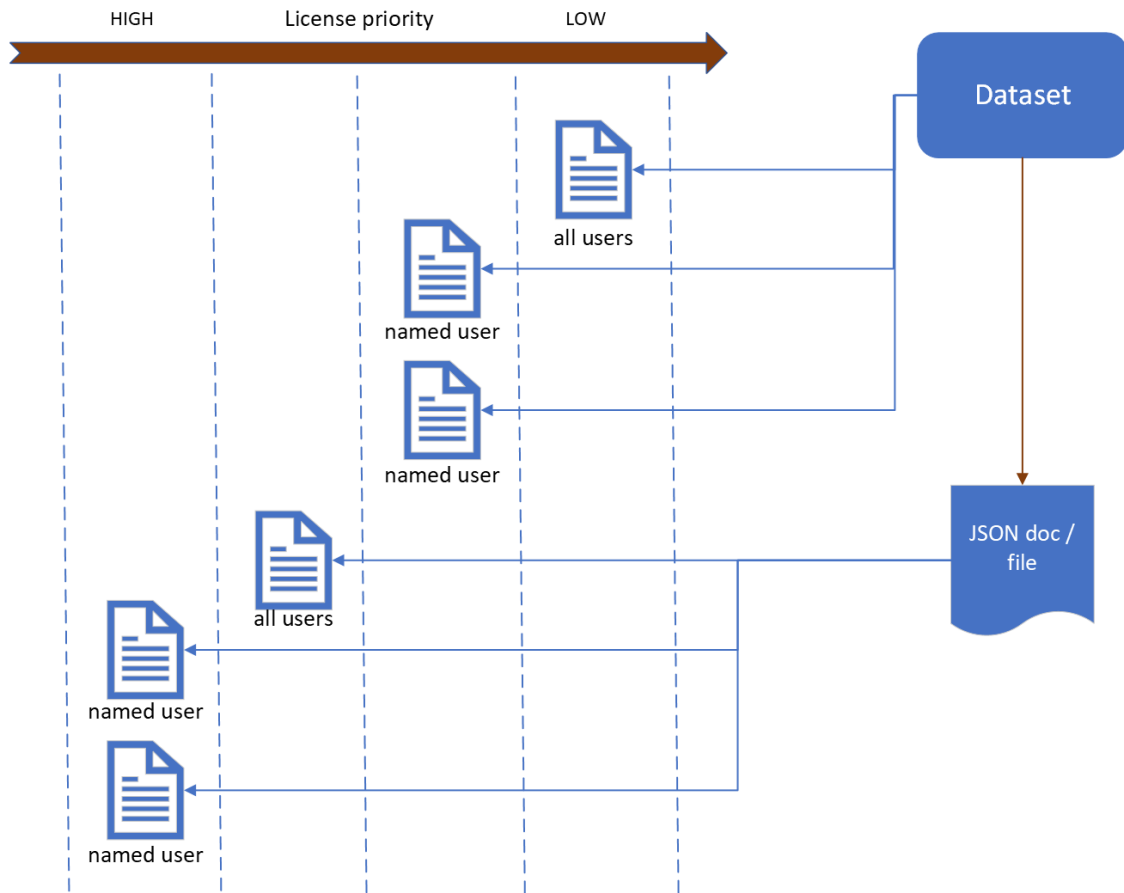 HIGH
License priority
LOW
Dataset
all users
named user
named user
JSON doc /
file
all users
named user
named user